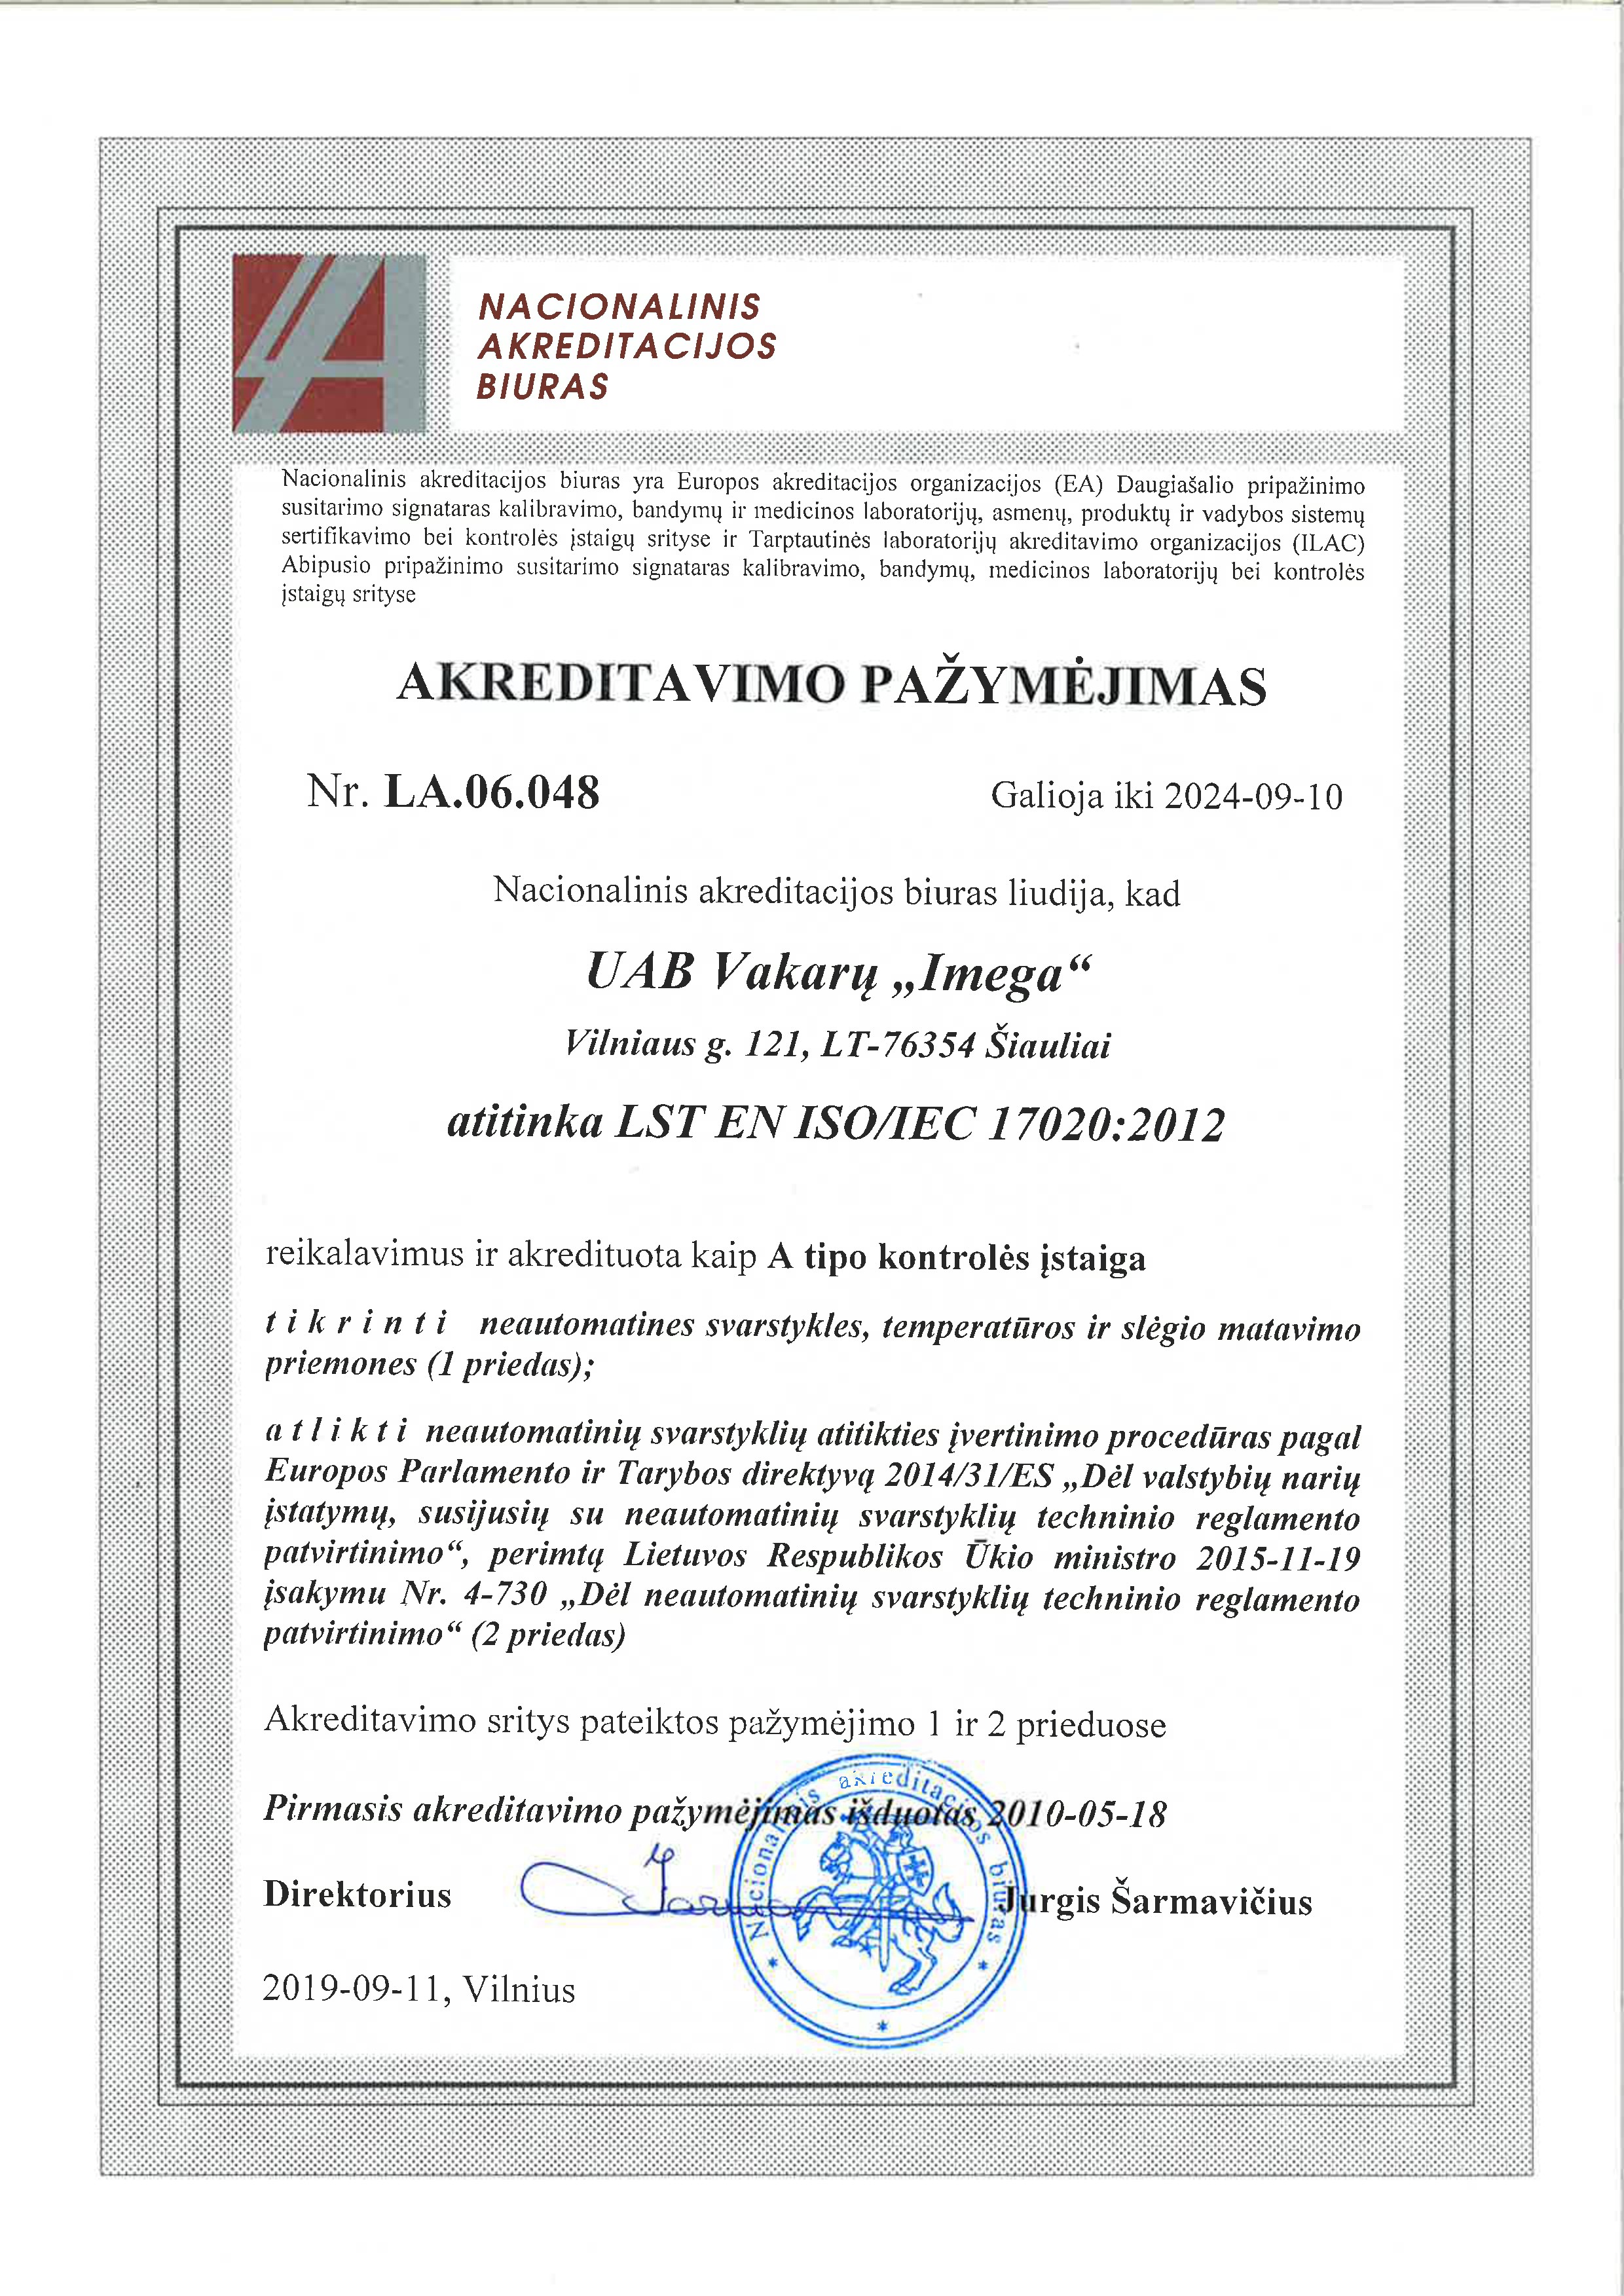 NACIONALINIS
AKREDITACIJOS
BIURAS
Nacionalinis akreditacijos biuras yra Europos akreditacijos organizacijos (EA) Daugiašalio pripažinimo
susitarimo signataras kalibravimo, bandymų ir medicinos laboratorijų, asmenų, produktų ir vadybos sistemų
sertifikavimo bei kontrolės įstaigų srityse ir Tarptautinės laboratorijų akreditavimo organizacijos (ILAC)
Abipusio pripažinimo susitarimo signataras kalibravimo, bandymų, medicinos laboratorijų bei kontrolės
įstaigų srityse
AKREDITAVIMO PAŽYMĖJIMAS
Nr. LA.06.048 Galioja iki 2024-09-10
Nacionalinis akreditacijos biuras liudija, kad
UAB Vakarų „Imega“
Vilniaus g. 121, LT-76354 Šiauliai
atitinka LST EN ISO/IEC 17020:2012
reikalavimus ir akredituota kaip A tipo kontrolės įstaiga
t i k r i n t i neautomatines svarstykles, temperatūros ir slėgio matavimo
priemones (1 priedas);
a t l i k t i neautomatinių svarstyklių atitikties įvertinimo procedūras pagal
Europos Parlamento ir Tarybos direktyvą 2014/31/ES „Dėl valstybių narių
įstatymų, susijusių su neautomatinių svarstyklių techninio reglamento
patvirtinimo“, perimtą Lietuvos Respublikos Ūkio ministro 2015-11-19
įsakymu Nr. 4-730 „Dėl neautomatinių svarstyklių techninio reglamento
patvirtinimo“ (2 priedas)
Akreditavimo sritys pateiktos pažymėjimo 1 ir 2 prieduose
Pirmasis akreditavimo pažymėjimas išduotas 2010-05-18
Direktorius Jurgis Šarmavičius
2019-09-11, Vilnius
* Nacionalinis akreditacijos biuras *